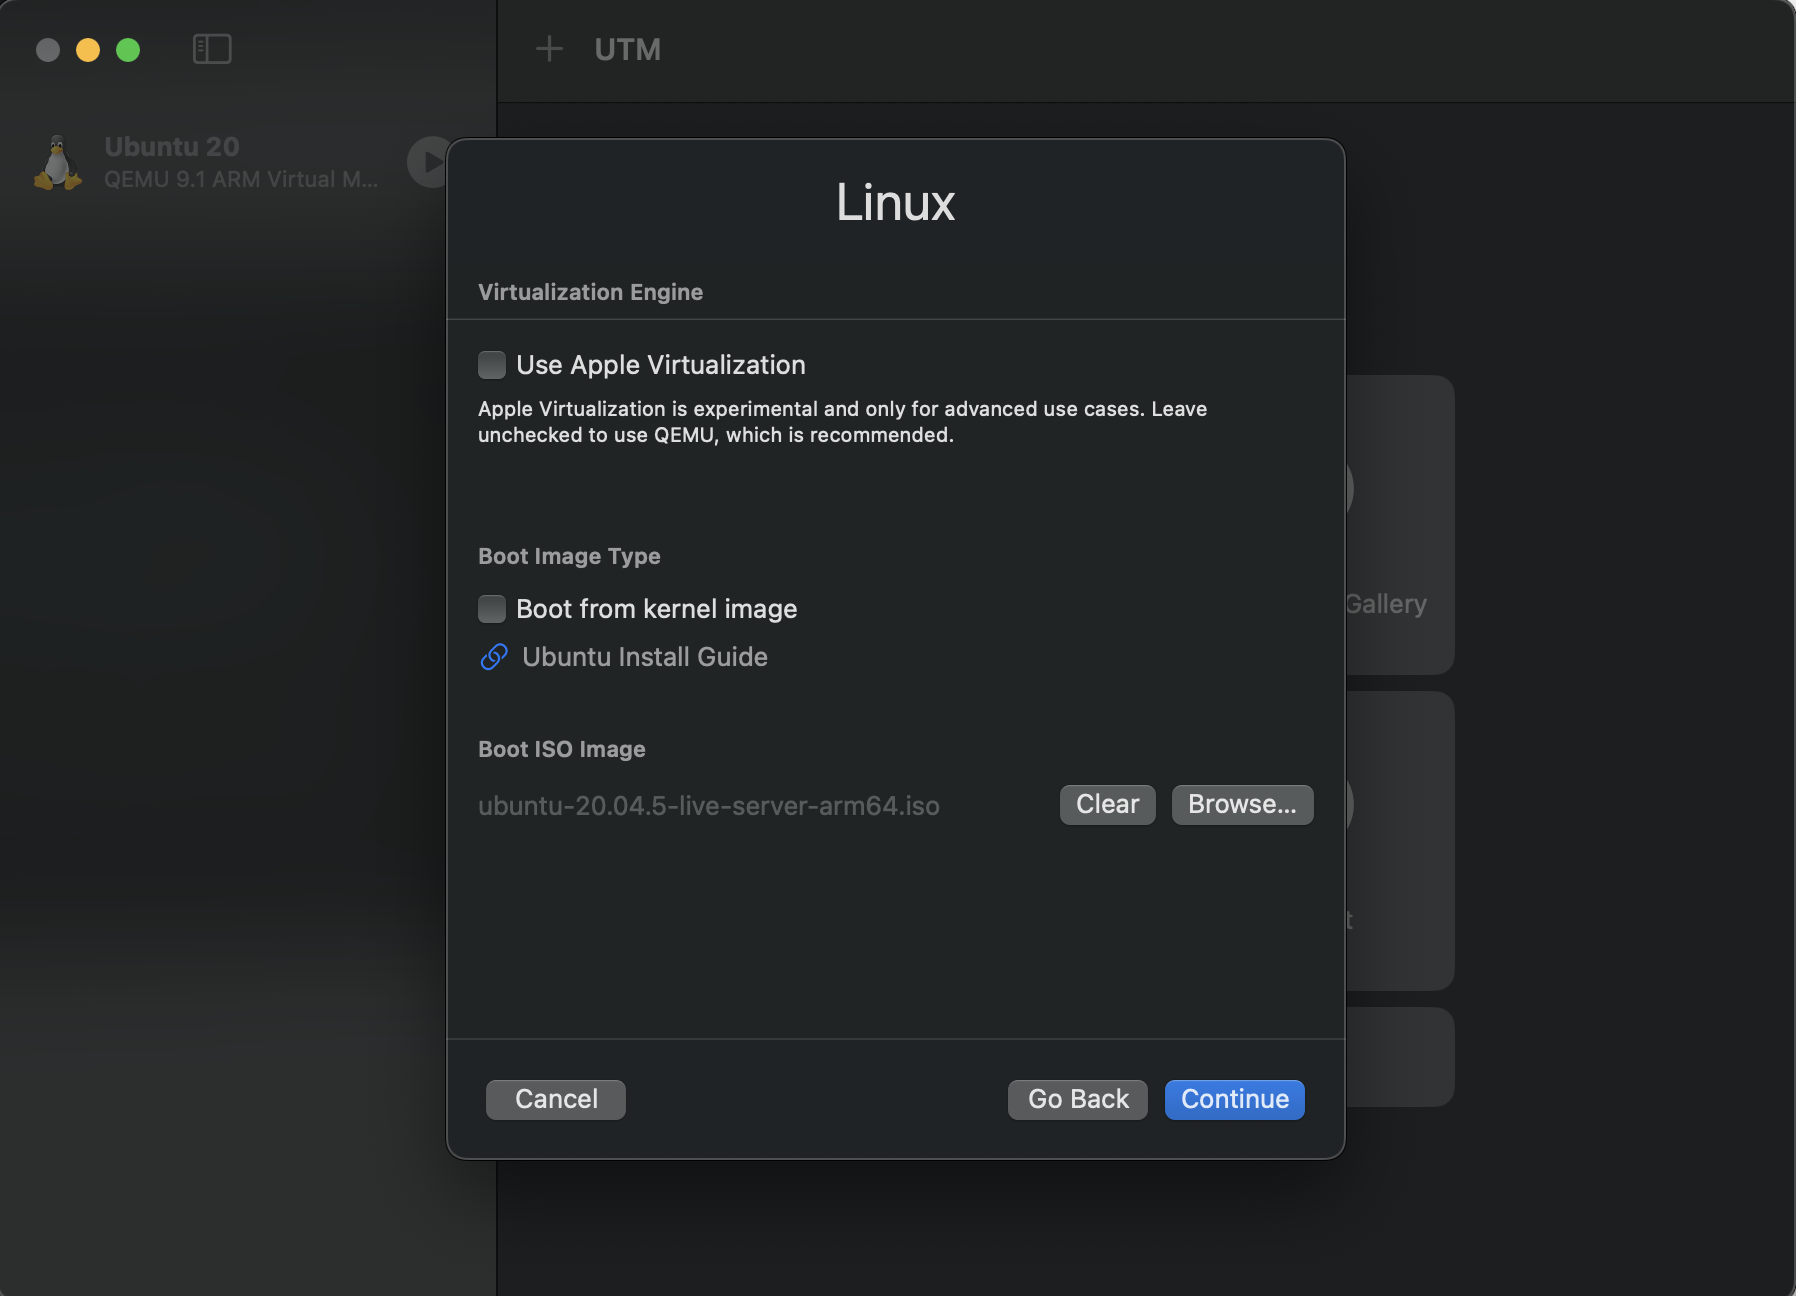 UTM
Ubuntu 20
QEMU 9.1 ARM Virtual M...
Linux
Virtualization Engine
Use Apple Virtualization
Apple Virtualization is experimental and only for advanced use cases. Leave
unchecked to use QEMU, which is recommended.
Boot Image Type
Boot from kernel image
Ubuntu Install Guide
Gallery
Boot ISO Image
ubuntu-20.04.5-live-server-arm64.iso
Clear
Browse...
Cancel
Go Back
Continue